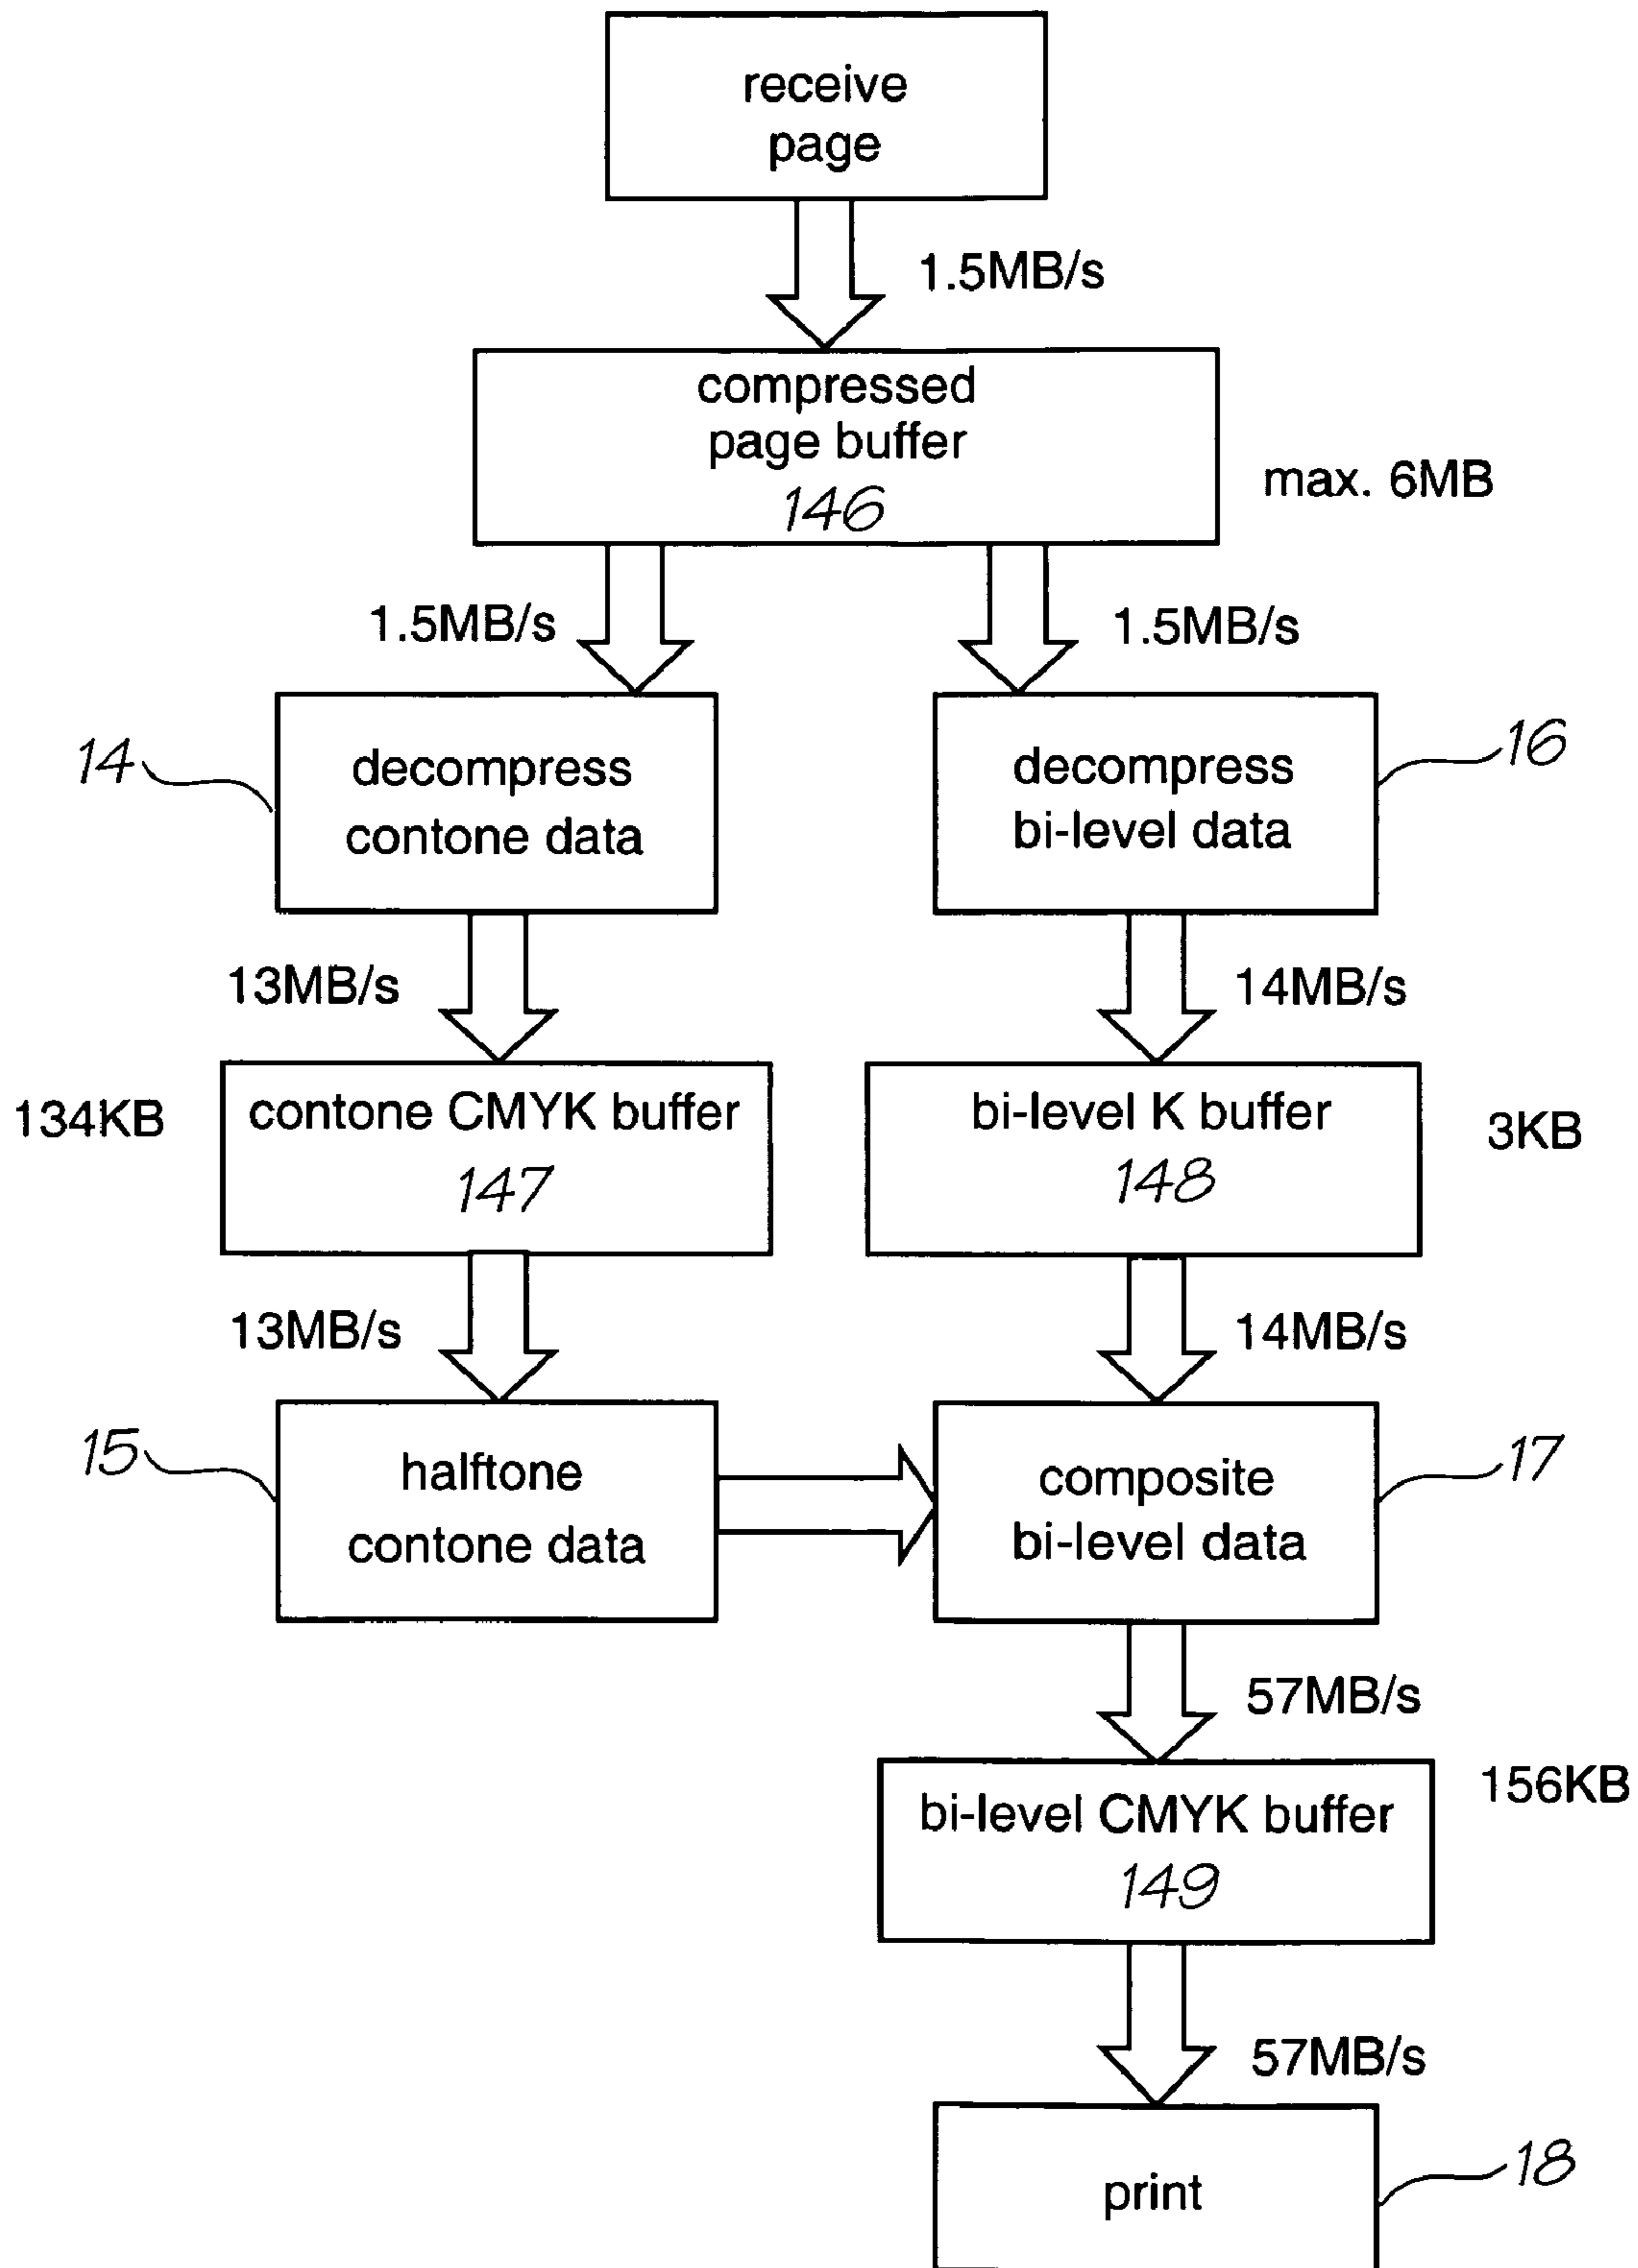 receive
page
1.5MB/s
compressed
page buffer
146
max. 6MB
1.5MB/s
1.5MB/s
14
decompress
contone data
decompress
bi-level data
16
13MB/s
14MB/s
134KB
contone CMYK buffer
147
bi-level K buffer
148
3KB
13MB/s
14MB/s
15
halftone
contone data
composite
bi-level data
17
57MB/s
156KB
bi-level CMYK buffer
149
57MB/s
print
18